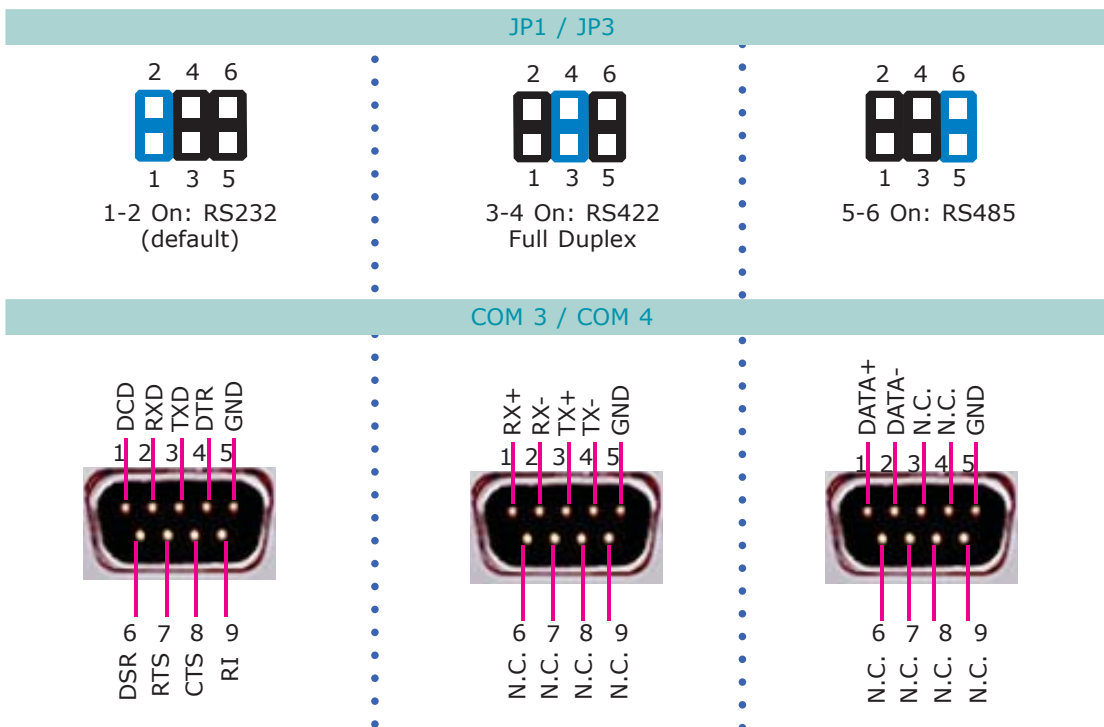 JP1 / JP3
2 4 6
1 3 5
1-2 On: RS232
(default)
2 4 6
1 3 5
3-4 On: RS422
Full Duplex
2 4 6
1 3 5
5-6 On: RS485
COM 3 / COM 4
DCD RXD TXD DTR GND
1 2 3 4 5
6 7 8 9
DSR RTS CTS RI
RX+ RX- TX+ TX- GND
1 2 3 4 5
6 7 8 9
N.C. N.C. N.C. N.C.
DATA+ DATA- N.C. N.C. GND
1 2 3 4 5
6 7 8 9
N.C. N.C. N.C. N.C.